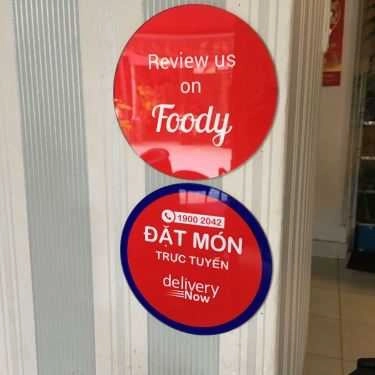 Review us
on
Foody
1900 2042
ĐẶT MÓN
TRỰC TUYẾN
delivery
Now